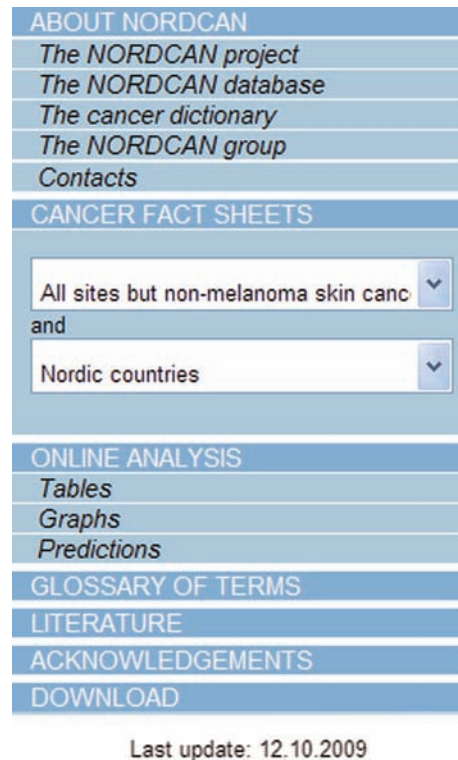 ABOUT NORDCAN
The NORDCAN project
The NORDCAN database
The cancer dictionary
The NORDCAN group
Contacts
CANCER FACT SHEETS
All sites but non-melanoma skin canc
and
Nordic countries
ONLINE ANALYSIS
Tables
Graphs
Predictions
GLOSSARY OF TERMS
LITERATURE
ACKNOWLEDGEMENTS
DOWNLOAD
Last update: 12.10.2009